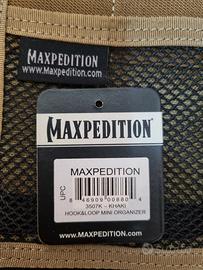 MAXPEDITION
www.maxpedition.com
MAXPEDITION®
MAXPEDITION
UPC
8 46909 00880 4
3507K – KHAKI
HOOK&LOOP MINI ORGANIZER
www.maxpedition.com
subito